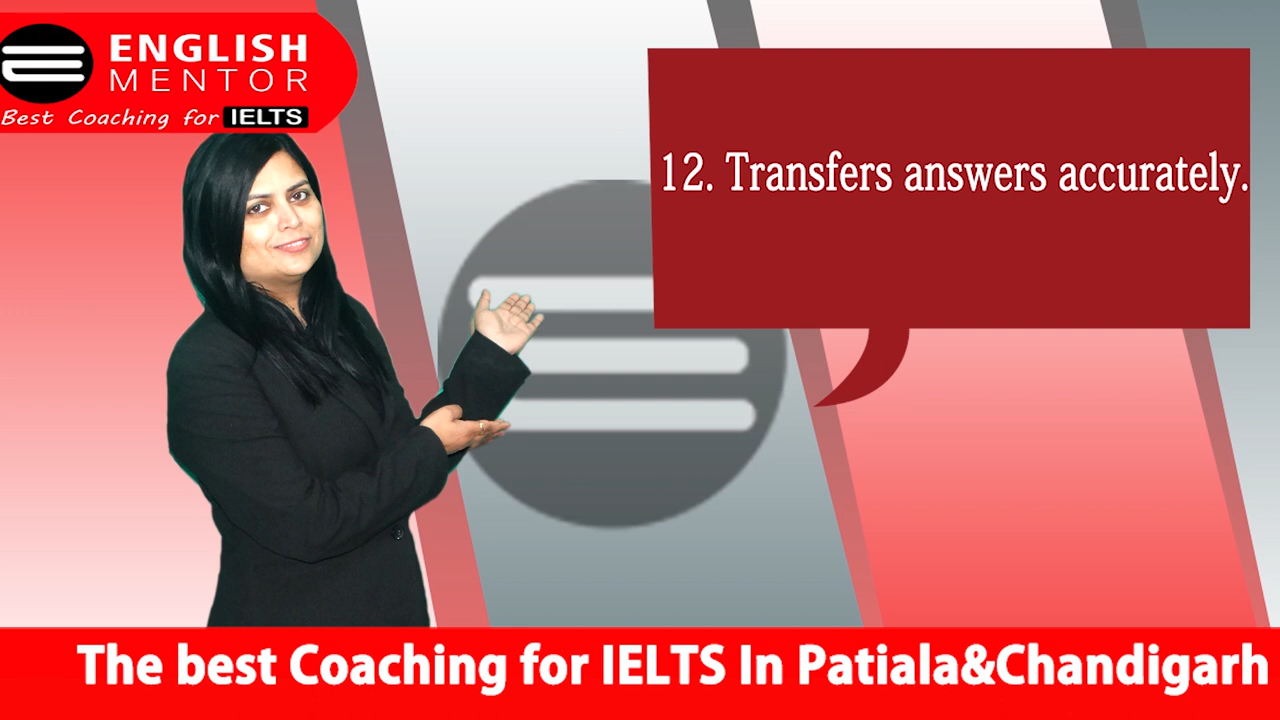 ENGLISH
MENTOR
Best Coaching for IELTS
12. Transfers answers accurately.
The best Coaching for IELTS In Patiala&Chandigarh